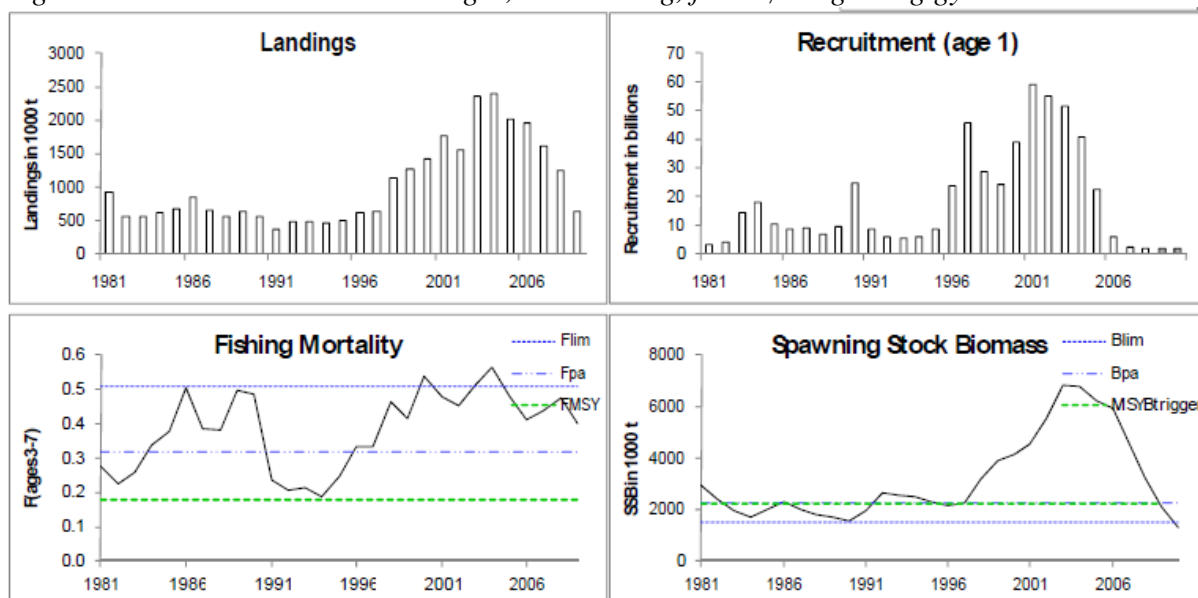 Landings
3000
2500
2000
1500
1000
500
0
Landings in 1000 t
1981 1986 1991 1996 2001 2006
Recruitment (age 1)
70
60
50
40
30
20
10
0
Recruitment in billions
1981 1986 1991 1996 2001 2006
Fishing Mortality
Flim
Fpa
FMSY
0.6
0.5
0.4
0.3
0.2
0.1
0.0
F(ages3-7)
1981 1986 1991 1996 2001 2006
Spawning Stock Biomass
Blim
Bpa
MSYBtrigger
8000
6000
4000
2000
0
SSB in 1000 t
1981 1986 1991 1996 2001 2006